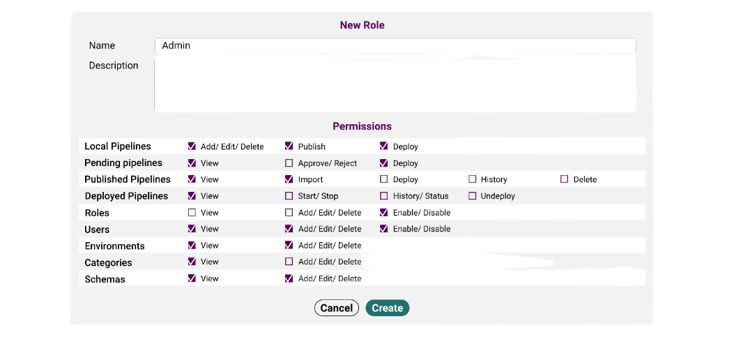 New Role
Name Admin
Description
Permissions
Local Pipelines Add/ Edit/ Delete Publish Deploy
Pending pipelines View Approve/ Reject Deploy
Published Pipelines View Import Deploy History Delete
Deployed Pipelines View Start/ Stop History/ Status Undeploy
Roles View Add/ Edit/ Delete Enable/ Disable
Users View Add/ Edit/ Delete Enable/ Disable
Environments View Add/ Edit/ Delete
Categories View Add/ Edit/ Delete
Schemas View Add/ Edit/ Delete
Cancel Create